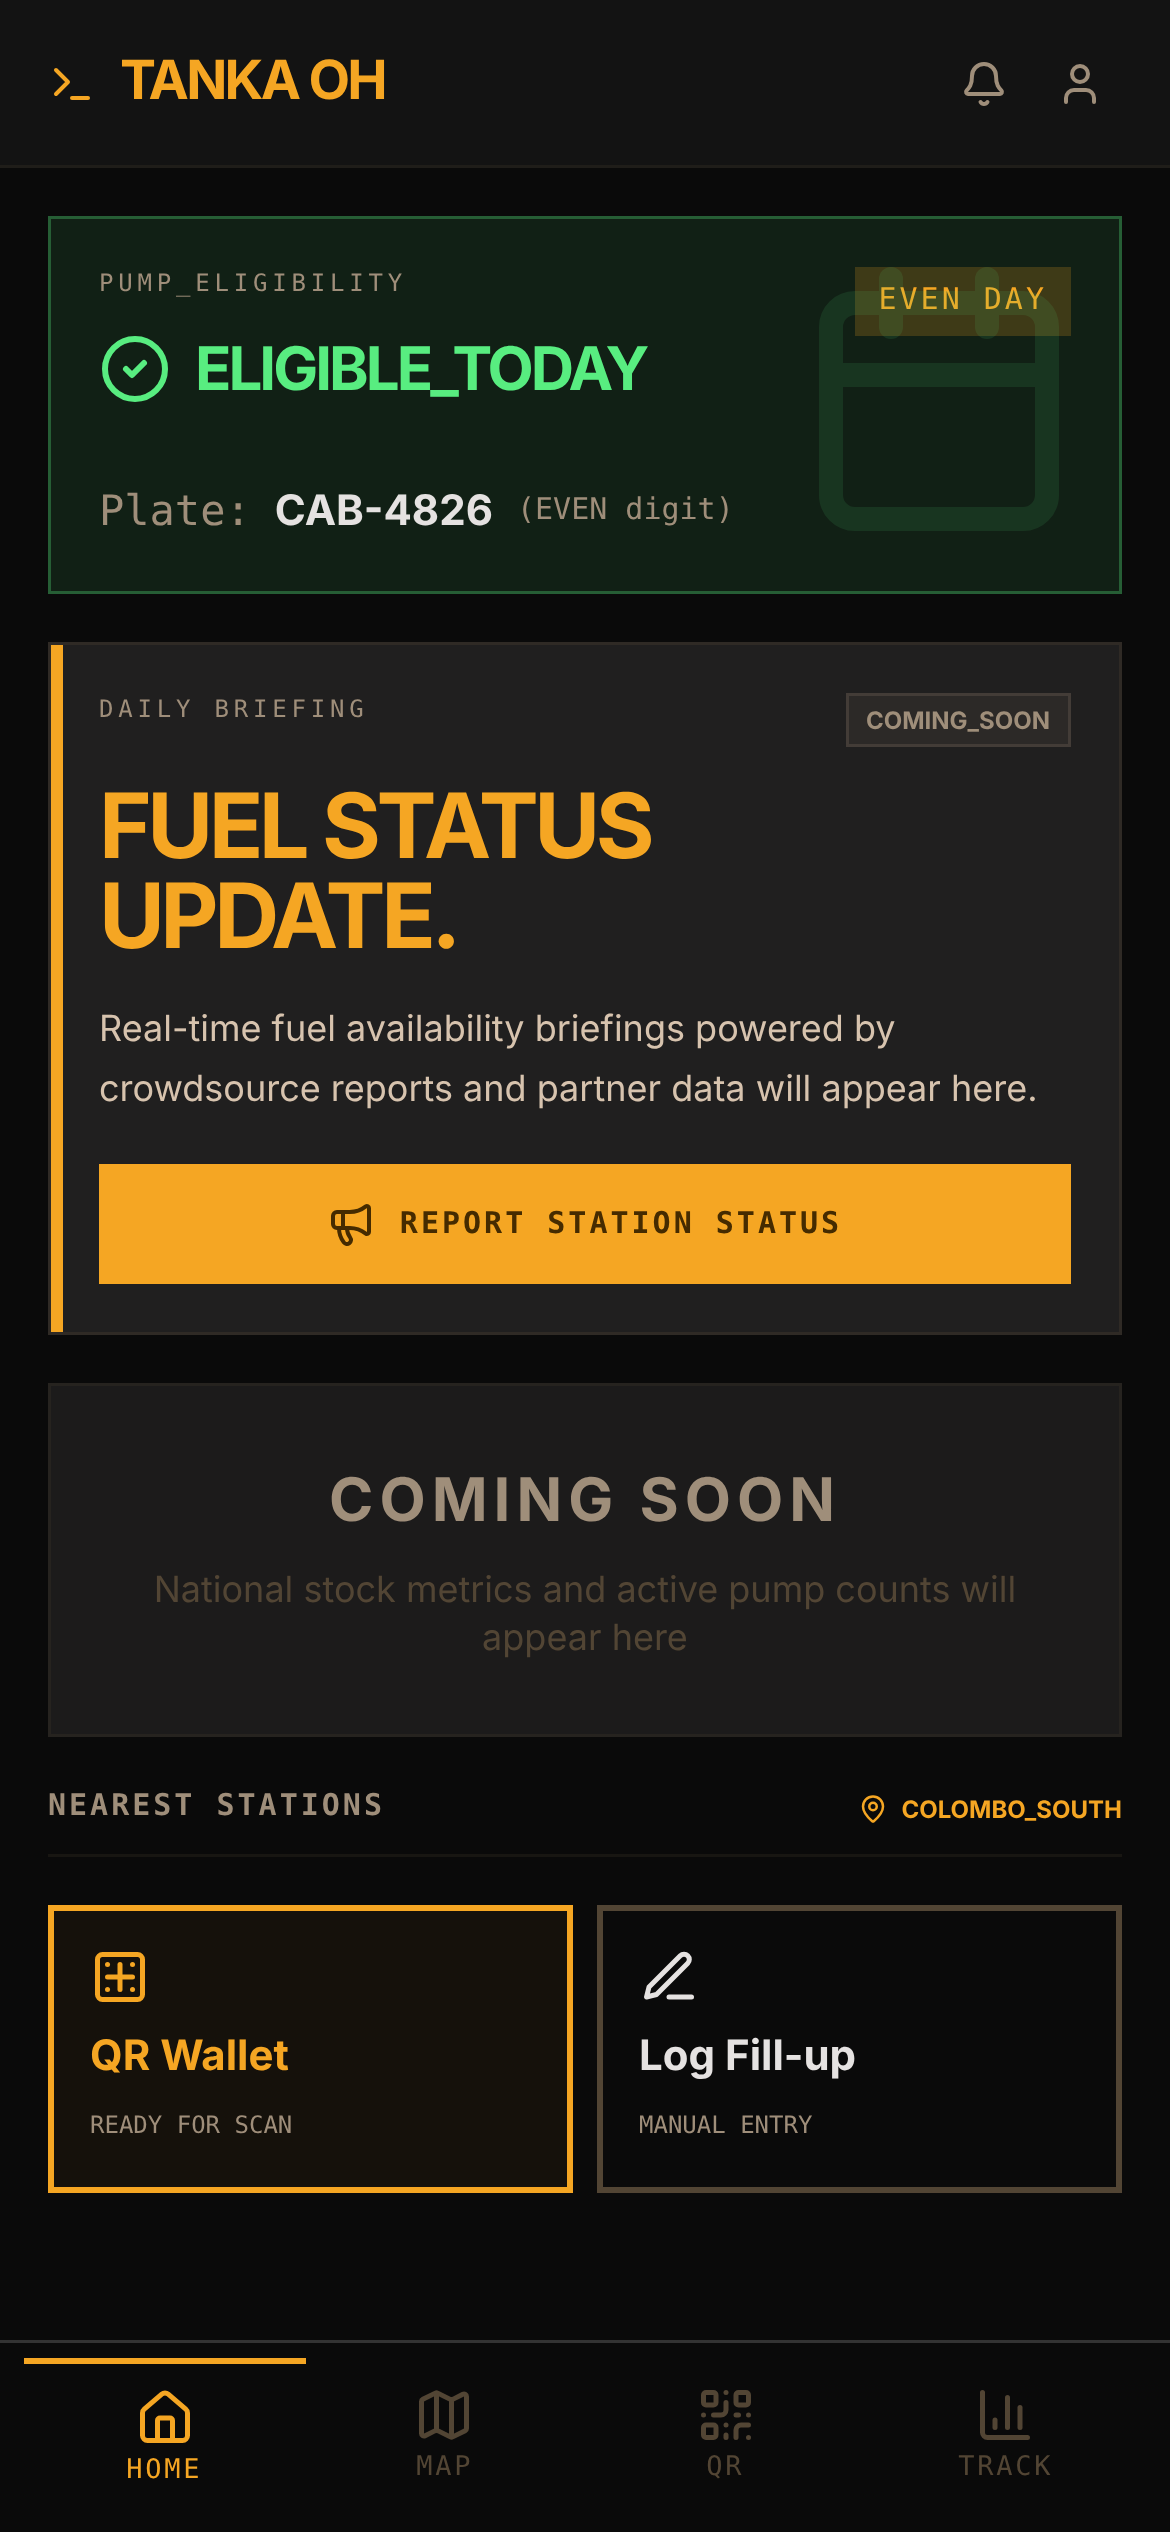 TANKA OH
PUMP_ELIGIBILITY
EVEN DAY
ELIGIBLE_TODAY
Plate: CAB-4826 (EVEN digit)
DAILY BRIEFING
COMING_SOON
FUEL STATUS
UPDATE.
Real-time fuel availability briefings powered by
crowdsource reports and partner data will appear here.
REPORT STATION STATUS
COMING SOON
National stock metrics and active pump counts will
appear here
NEAREST STATIONS
COLOMBO_SOUTH
QR Wallet
READY FOR SCAN
Log Fill-up
MANUAL ENTRY
HOME
MAP
QR
TRACK